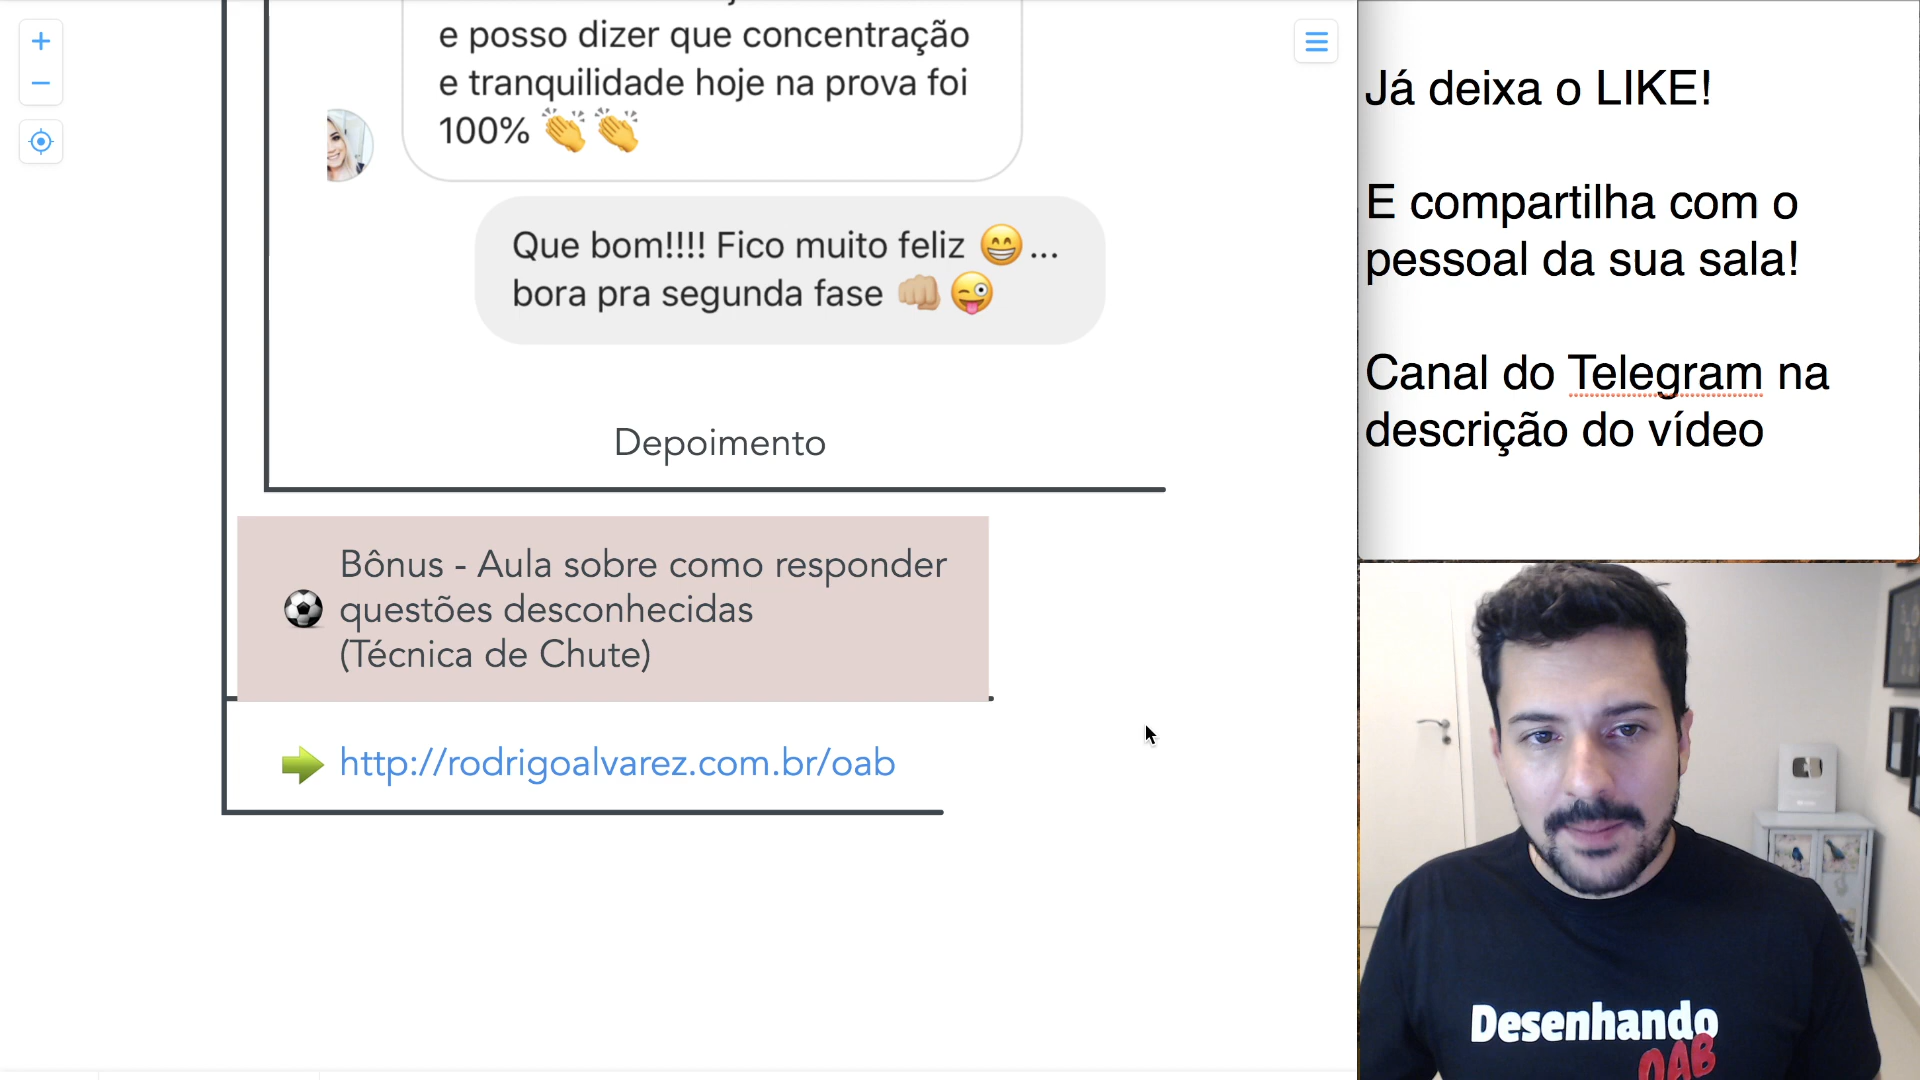 e posso dizer que concentração
e tranquilidade hoje na prova foi
100% 👏 👏
Que bom!!!! Fico muito feliz 😁...
bora pra segunda fase 👊🏼 😜
Depoimento
Bônus - Aula sobre como responder
questões desconhecidas
(Técnica de Chute)
http://rodrigoalvarez.com.br/oab
Já deixa o LIKE!
E compartilha com o
pessoal da sua sala!
Canal do Telegram na
descrição do vídeo
Desenhando
OAB